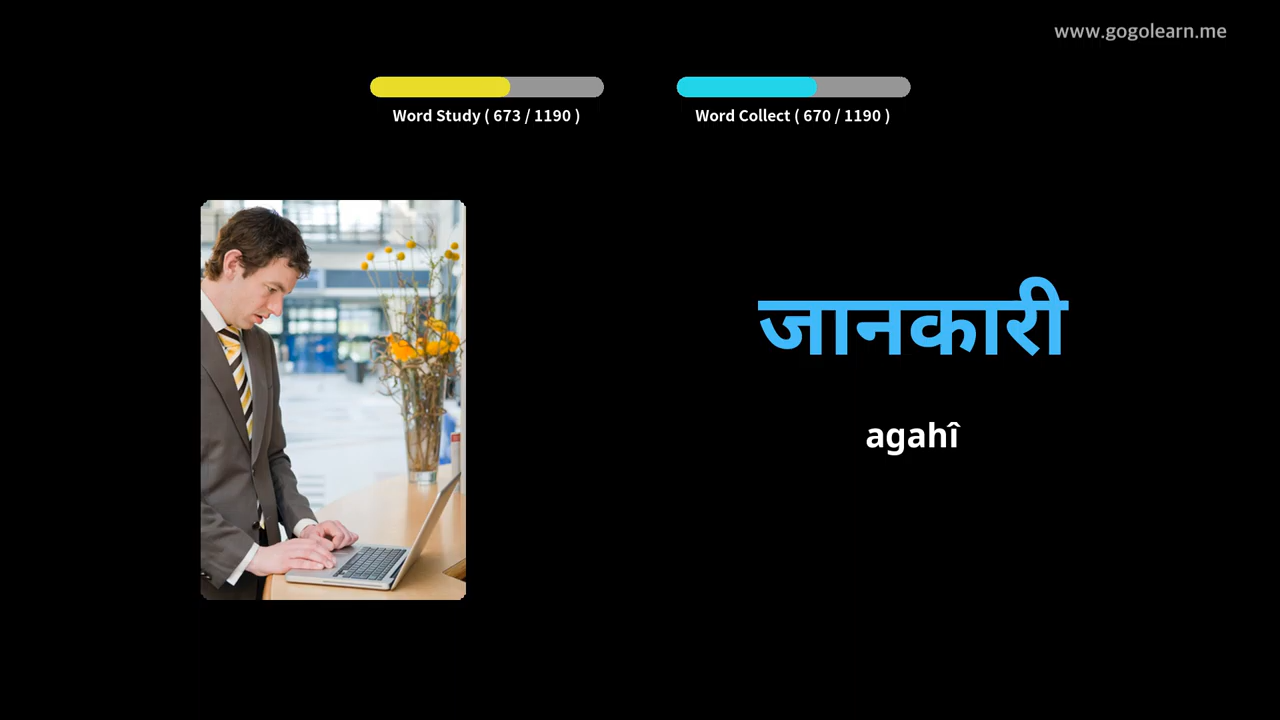 www.gogolearn.me
Word Study ( 673 / 1190 )
Word Collect ( 670 / 1190 )
जानकारी
agahî